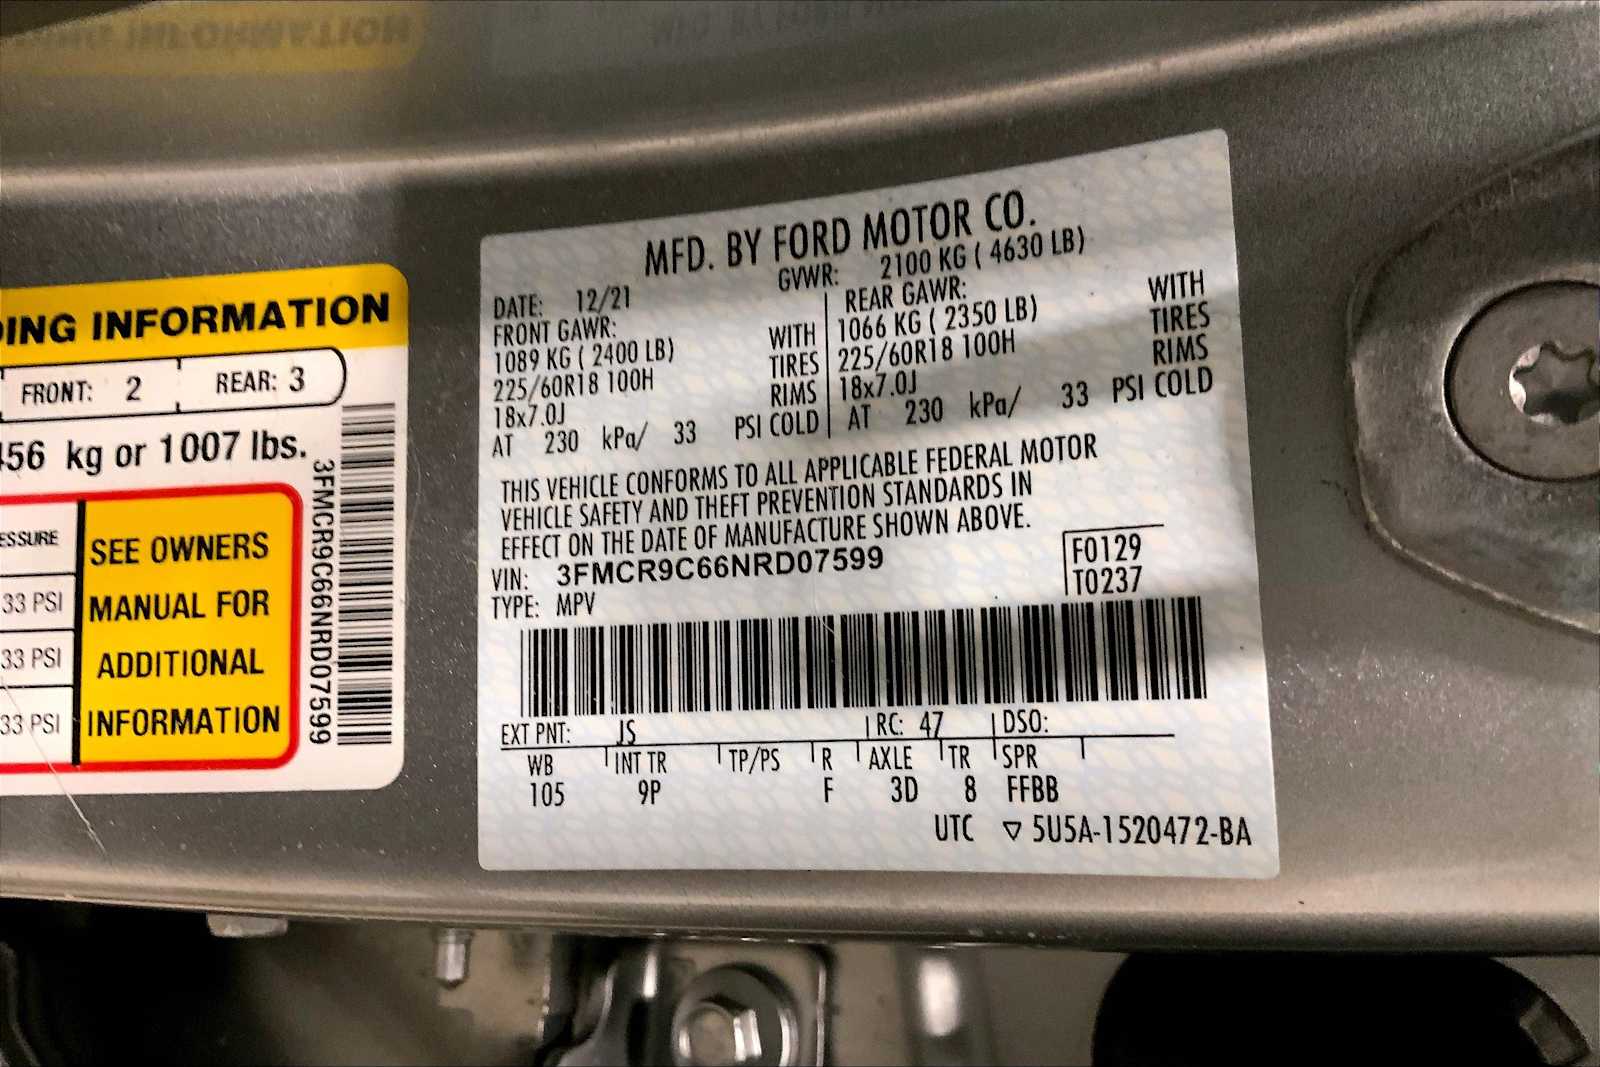 ING INFORMATION
FRONT: 2 REAR: 3
456 kg or 1007 lbs.
ESSURE
33 PSI
33 PSI
33 PSI
SEE OWNERS
MANUAL FOR
ADDITIONAL
INFORMATION
3FMCR9C66NRD07599
MFD. BY FORD MOTOR CO.
DATE: 12/21 GVWR: 2100 KG ( 4630 LB)
FRONT GAWR: REAR GAWR:
1089 KG ( 2400 LB) WITH 1066 KG ( 2350 LB) WITH
225/60R18 100H TIRES 225/60R18 100H TIRES
18x7.0J RIMS 18x7.0J RIMS
AT 230 kPa/ 33 PSI COLD AT 230 kPa/ 33 PSI COLD
THIS VEHICLE CONFORMS TO ALL APPLICABLE FEDERAL MOTOR
VEHICLE SAFETY AND THEFT PREVENTION STANDARDS IN
EFFECT ON THE DATE OF MANUFACTURE SHOWN ABOVE.
VIN: 3FMCR9C66NRD07599 F0129
TYPE: MPV T0237
EXT PNT: JS RC: 47 DSO:
WB INT TR TP/PS R AXLE TR SPR
105 9P F 3D 8 FFBB
UTC ▽ 5U5A-1520472-BA